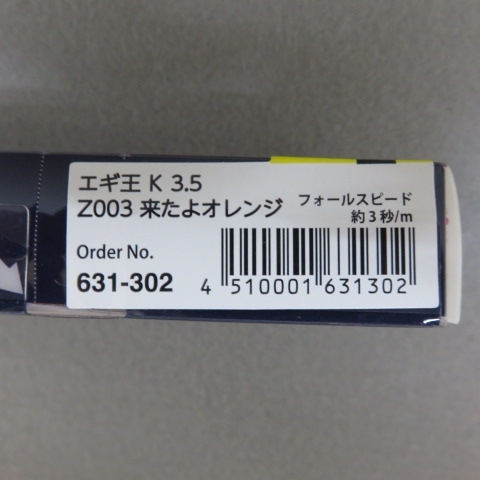 エギ王 K 3.5
Z003 来たよオレンジ
フォールスピード
約3秒/m
Order No.
631-302
4 510001 631302